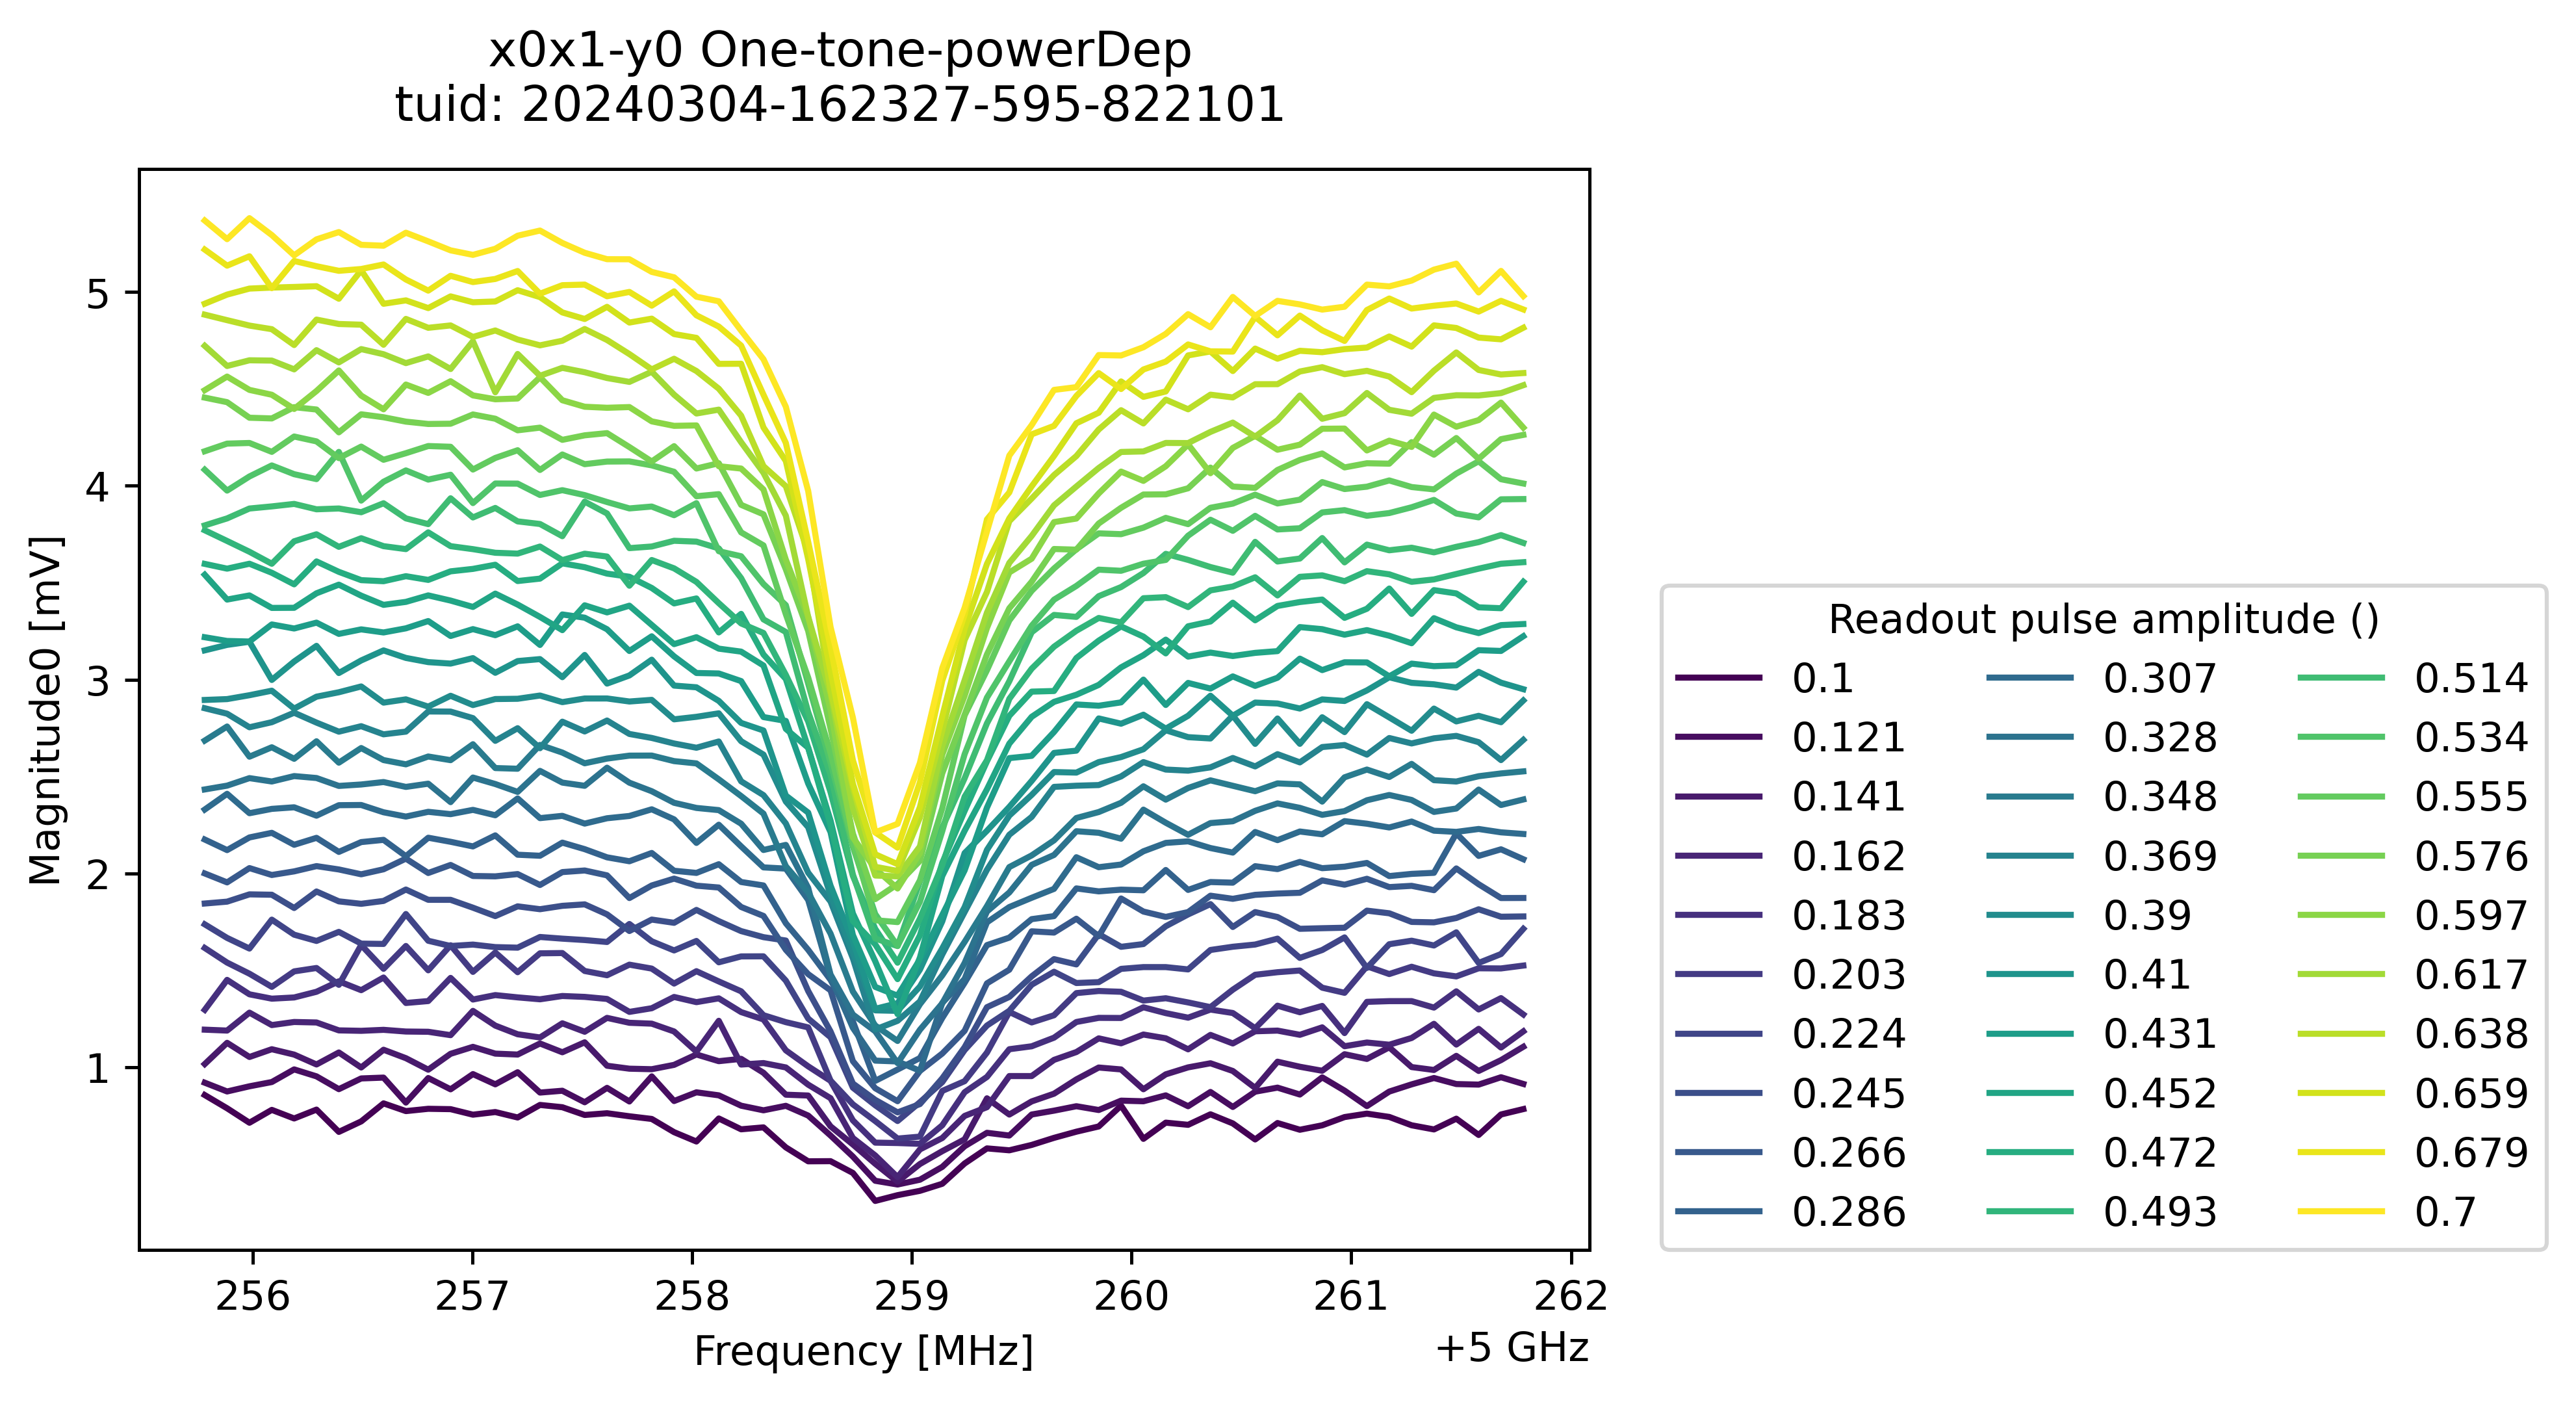 x0x1-y0 One-tone-powerDep
tuid: 20240304-162327-595-822101
Magnitude0 [mV]
5
4
3
2
1
256 257 258 259 260 261 262
Frequency [MHz]
+5 GHz
Readout pulse amplitude ()
0.1 0.307 0.514
0.121 0.328 0.534
0.141 0.348 0.555
0.162 0.369 0.576
0.183 0.39 0.597
0.203 0.41 0.617
0.224 0.431 0.638
0.245 0.452 0.659
0.266 0.472 0.679
0.286 0.493 0.7